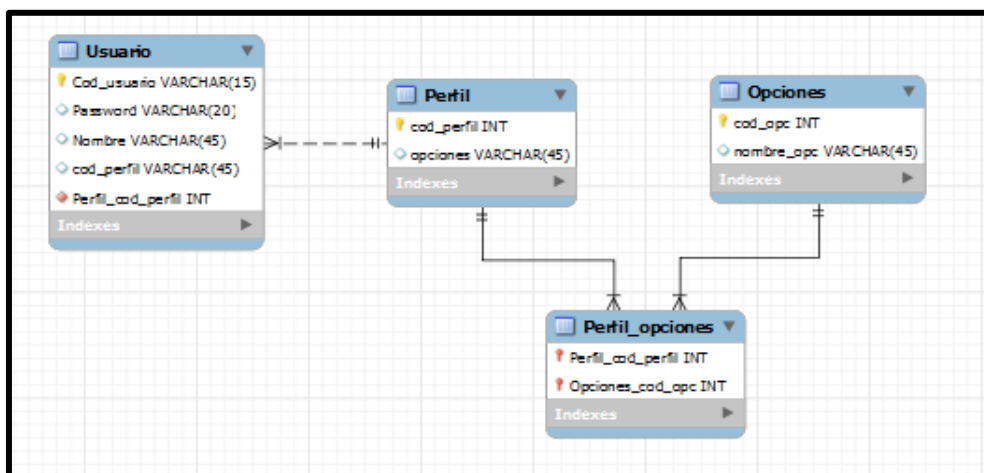 Usuario
Cod_usuario VARCHAR(15)
Password VARCHAR(20)
Nombre VARCHAR(45)
cod_perfil VARCHAR(45)
Perfil_cod_perfil INT
Indexes
Perfil
cod_perfil INT
opciones VARCHAR(45)
Indexes
Opciones
cod_opc INT
nombre_opc VARCHAR(45)
Indexes
Perfil_opciones
Perfil_cod_perfil INT
Opciones_cod_opc INT
Indexes